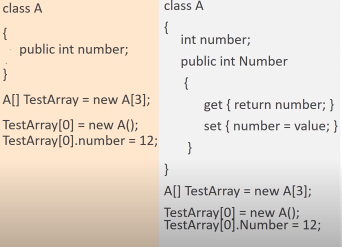 class A
{
public int number;
}
A[] TestArray = new A[3];
TestArray[0] = new A();
TestArray[0].number = 12;
class A
{
int number;
public int Number
{
get { return number; }
set { number = value; }
}
}
A[] TestArray = new A[3];
TestArray[0] = new A();
TestArray[0].Number = 12;